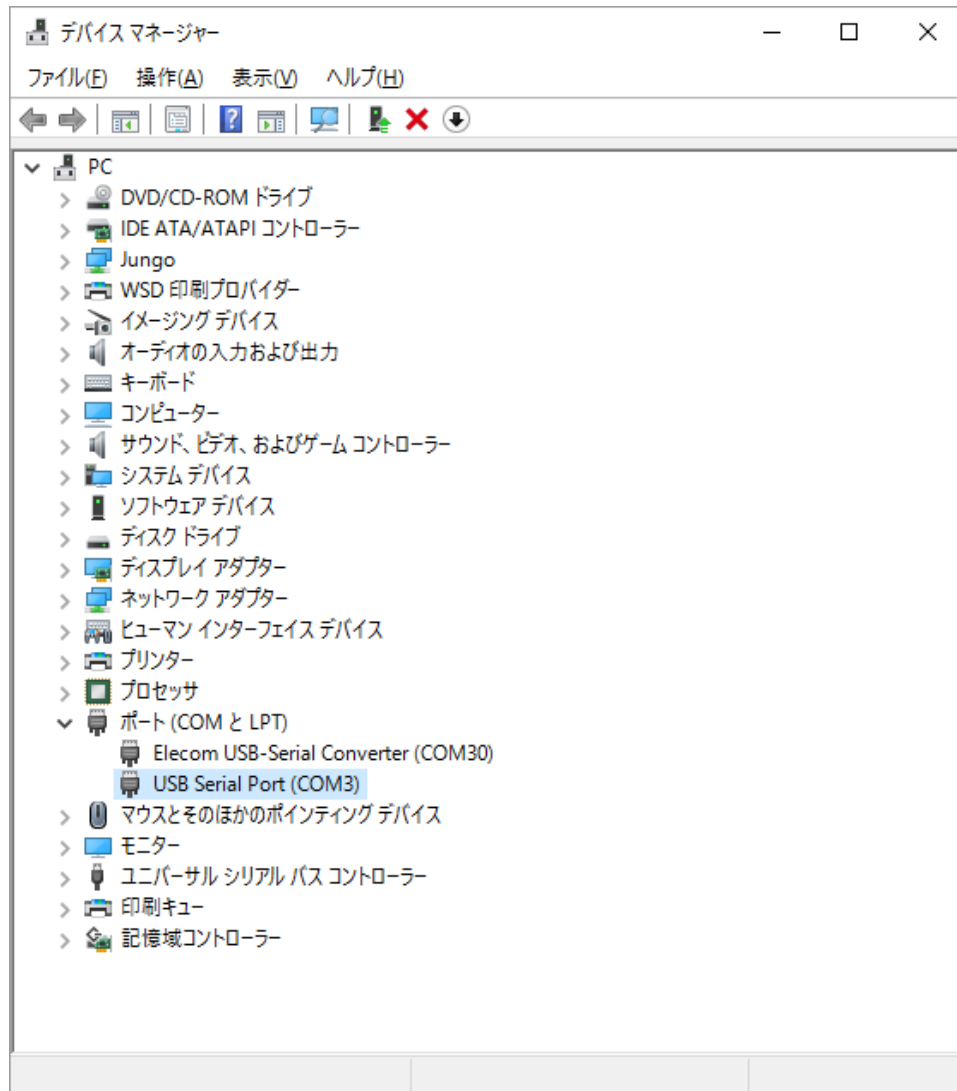 デバイス マネージャー
ファイル(F) 操作(A) 表示(V) ヘルプ(H)
PC
DVD/CD-ROM ドライブ
IDE ATA/ATAPI コントローラー
Jungo
WSD 印刷プロバイダー
イメージング デバイス
オーディオの入力および出力
キーボード
コンピューター
サウンド、ビデオ、およびゲーム コントローラー
システム デバイス
ソフトウェア デバイス
ディスク ドライブ
ディスプレイ アダプター
ネットワーク アダプター
ヒューマン インターフェイス デバイス
プリンター
プロセッサ
ポート (COM と LPT)
Elecom USB-Serial Converter (COM30)
USB Serial Port (COM3)
マウスとそのほかのポインティング デバイス
モニター
ユニバーサル シリアル バス コントローラー
印刷キュー
記憶域コントローラー